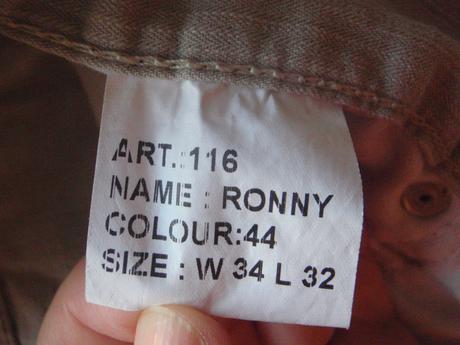 ART.:116
NAME : RONNY
COLOUR:44
SIZE : W 34 L 32